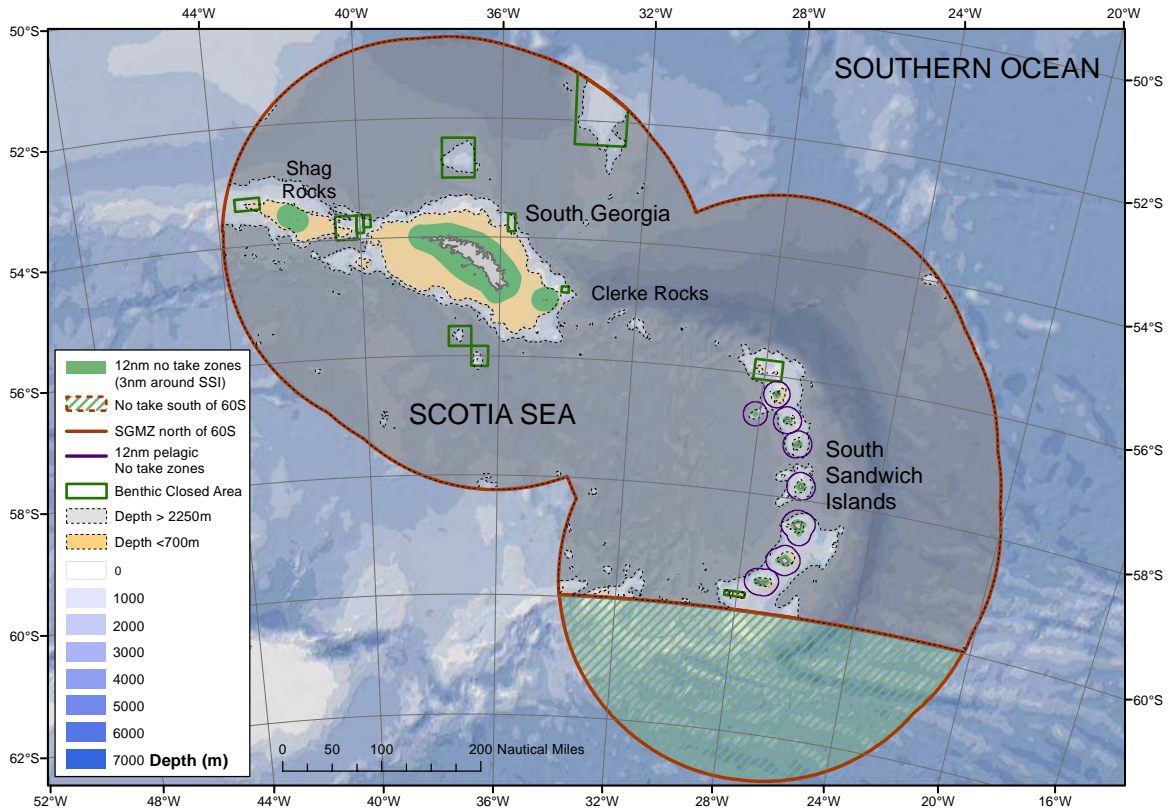 44°W 40°W 36°W 32°W 28°W 24°W 20°W
50°S
50°S
SOUTHERN OCEAN
52°S
52°S
Shag
Rocks
South Georgia
54°S
54°S
Clerke Rocks
56°S
56°S
SCOTIA SEA
South
Sandwich
Islands
58°S
58°S
60°S
60°S
62°S
12nm no take zones
(3nm around SSI)
No take south of 60S
SGMZ north of 60S
12nm pelagic
No take zones
Benthic Closed Area
Depth > 2250m
Depth <700m
0
1000
2000
3000
4000
5000
6000
7000 Depth (m)
0 50 100 200 Nautical Miles
52°W 44°W 40°W 36°W 32°W 28°W 24°W 20°W 16°W